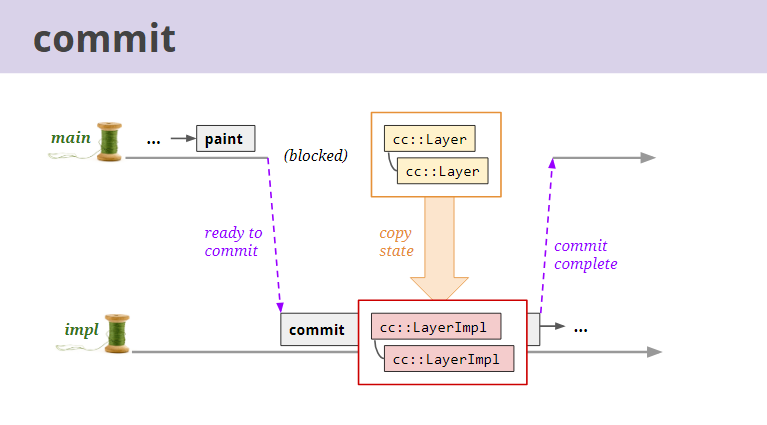 commit
main
...
paint
(blocked)
cc::Layer
cc::Layer
ready to
commit
copy
state
commit
complete
impl
commit
cc::LayerImpl
cc::LayerImpl
...